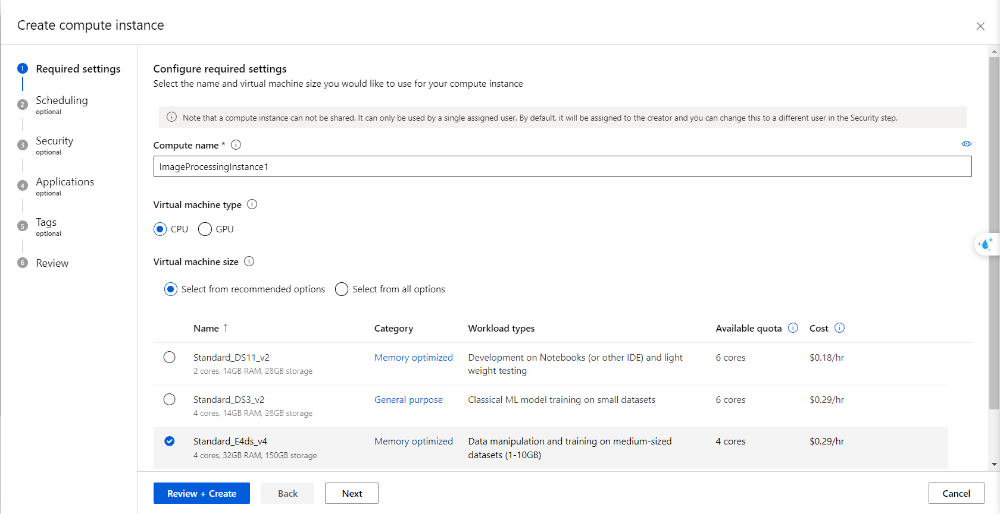 Create compute instance
1
Required settings
2
Scheduling
optional
3
Security
optional
4
Applications
optional
5
Tags
optional
6
Review
Configure required settings
Select the name and virtual machine size you would like to use for your compute instance
Note that a compute instance can not be shared. It can only be used by a single assigned user. By default, it will be assigned to the creator and you can change this to a different user in the Security step.
Compute name *
ImageProcessingInstance1
Virtual machine type
CPU GPU
Virtual machine size
Select from recommended options Select from all options
Name ↑ Category Workload types Available quota Cost
Standard_DS11_v2 Memory optimized Development on Notebooks (or other IDE) and light 6 cores $0.18/hr
2 cores, 14GB RAM, 28GB storage weight testing
Standard_DS3_v2 General purpose Classical ML model training on small datasets 6 cores $0.29/hr
4 cores, 14GB RAM, 28GB storage
Standard_E4ds_v4 Memory optimized Data manipulation and training on medium-sized 4 cores $0.29/hr
4 cores, 32GB RAM, 150GB storage datasets (1-10GB)
Review + Create Back Next Cancel